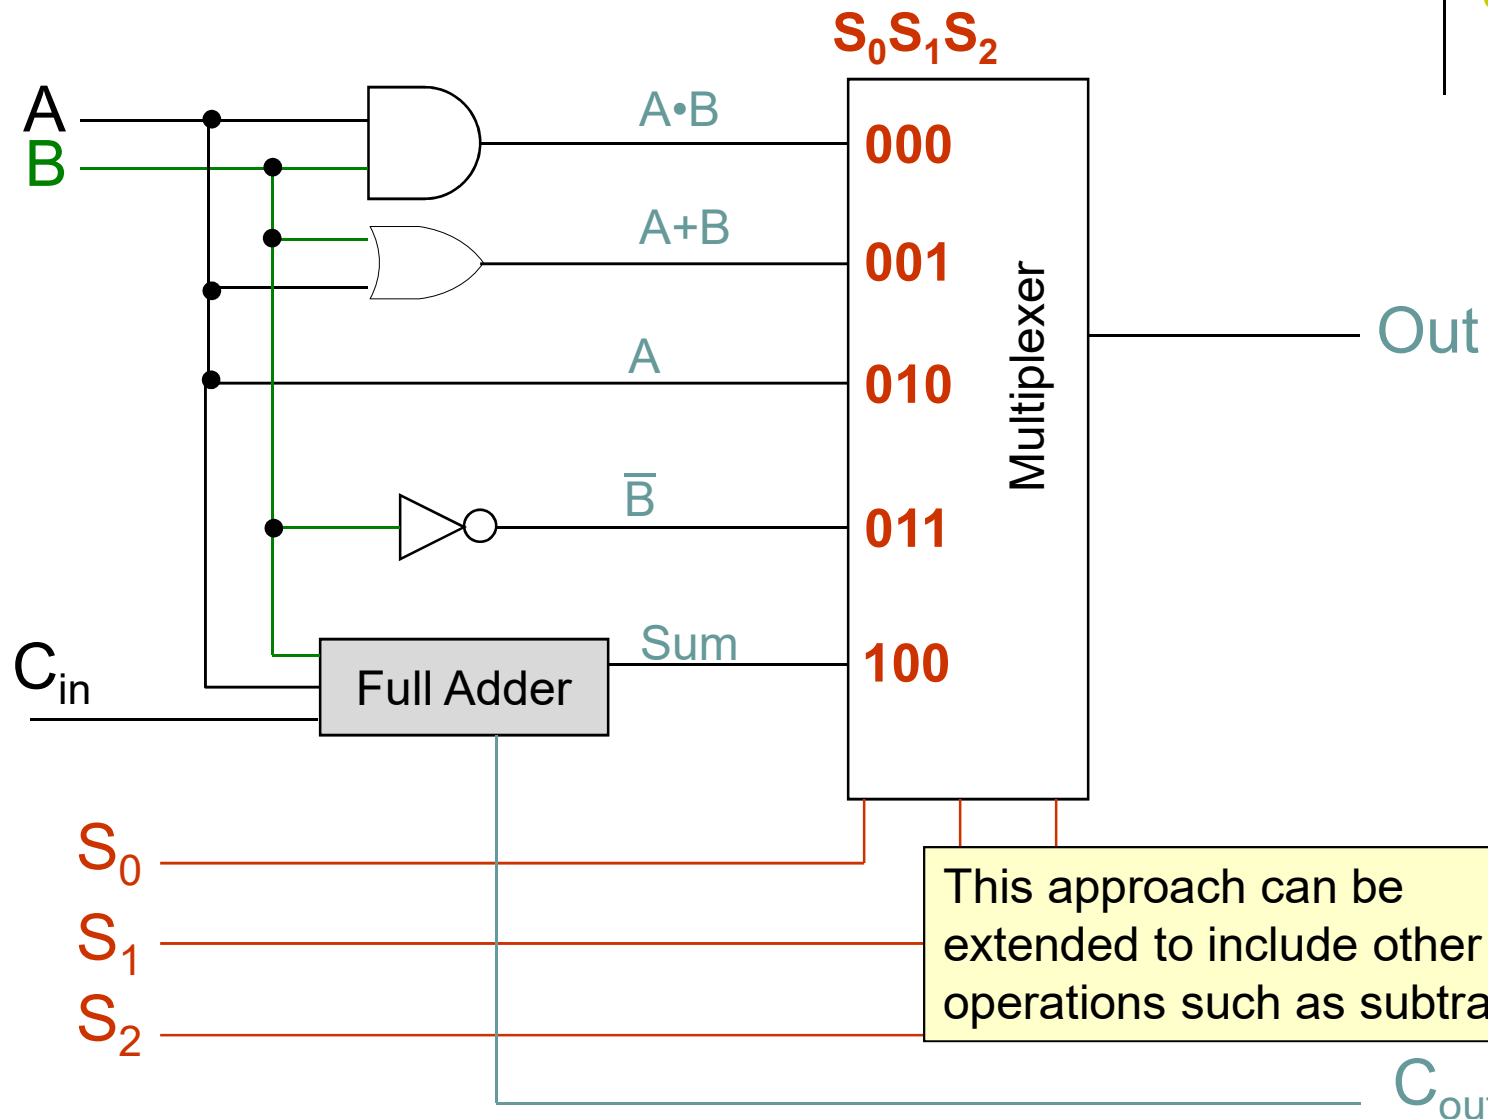 S₀S₁S₂
A
B
A•B
000
A+B
001
Multiplexer
Out
A
010
B̅
011
Sum
100
C_in
Full Adder
S₀
S₁
S₂
This approach can be
extended to include other
operations such as
C